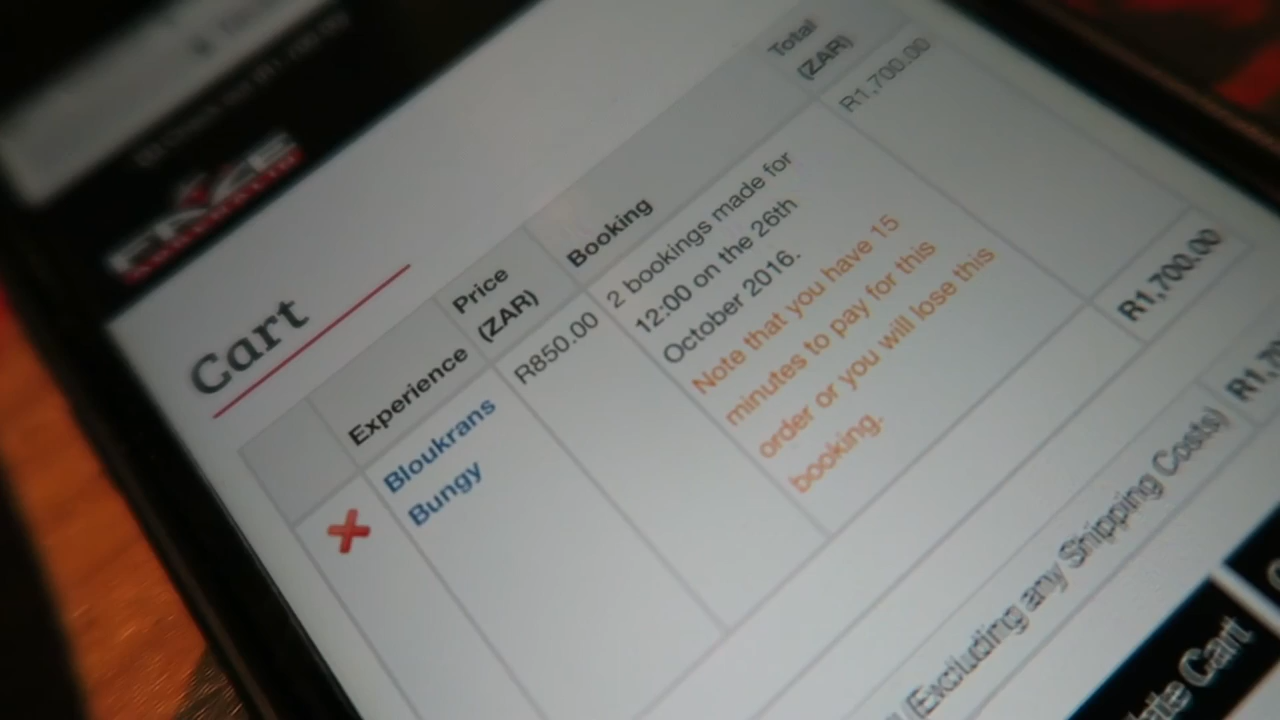 Cart
Experience
Price
(ZAR)
Booking
Total
(ZAR)
Bloukrans
Bungy
R850.00
2 bookings made for
12:00 on the 26th
October 2016.
Note that you have 15
minutes to pay for this
order or you will lose this
booking.
R1,700.00
R1,700.00
(Excluding any Shipping Costs)
Cart